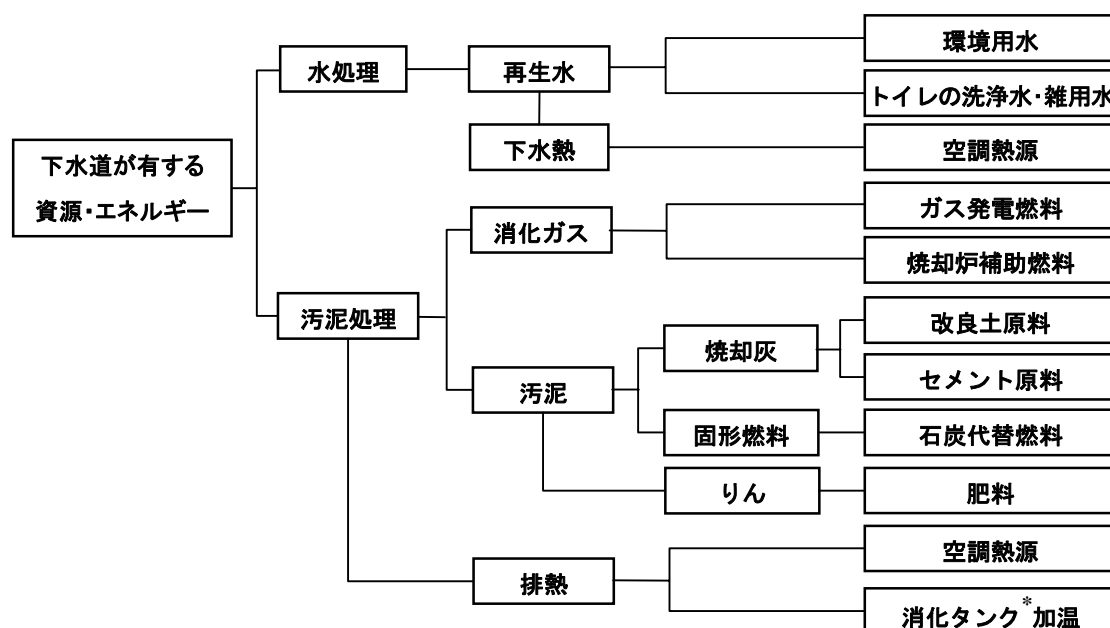 下水道が有する
資源・エネルギー
水処理
再生水
環境用水
トイレの洗浄水・雑用水
下水熱
空調熱源
汚泥処理
消化ガス
ガス発電燃料
焼却炉補助燃料
汚泥
焼却灰
改良土原料
セメント原料
固形燃料
石炭代替燃料
りん
肥料
排熱
空調熱源
消化タンク*加温